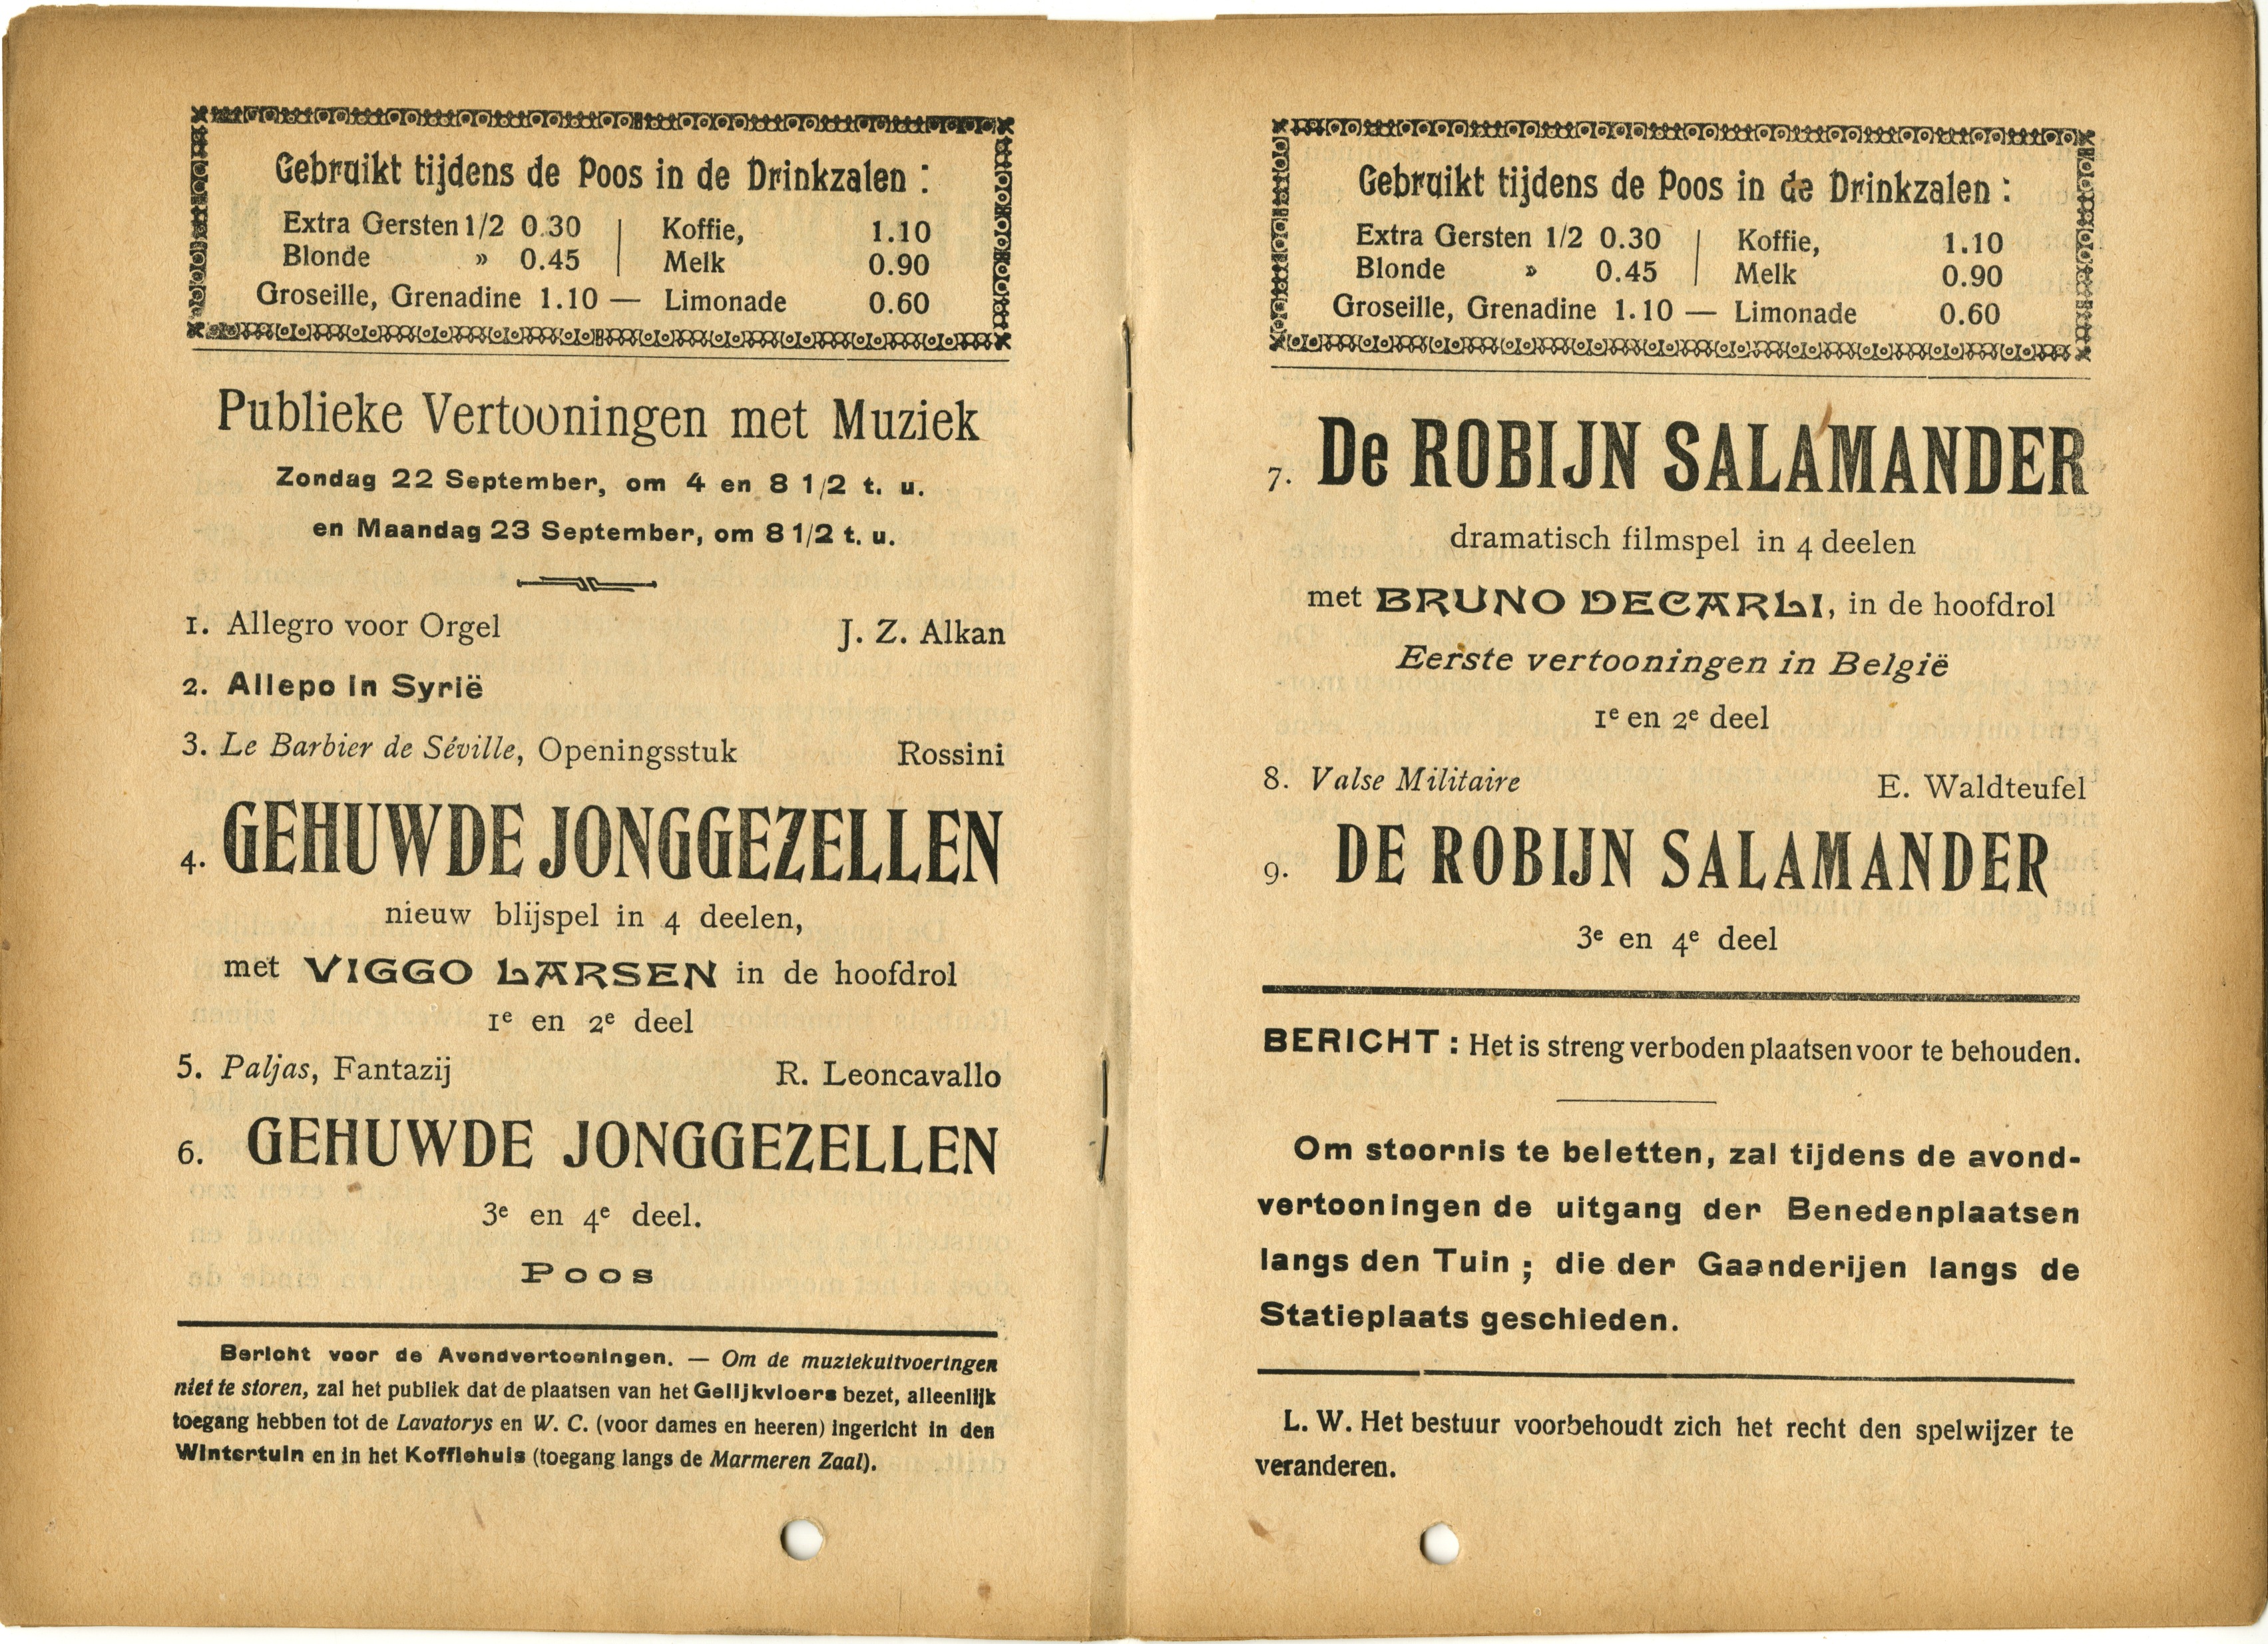 Gebruikt tijdens de Poos in de Drinkzalen :
Extra Gersten 1/2 0.30 | Koffie, 1.10
Blonde » 0.45 | Melk 0.90
Groseille, Grenadine 1.10 — Limonade 0.60
Publieke Vertooningen met Muziek
Zondag 22 September, om 4 en 8 1/2 t. u.
en Maandag 23 September, om 8 1/2 t. u.
1. Allegro voor Orgel J. Z. Alkan
2. Allepo in Syrië
3. Le Barbier de Séville, Openingsstuk Rossini
4. GEHUWDE JONGGEZELLEN
nieuw blijspel in 4 deelen,
met VIGGO LARSEN in de hoofdrol
1e en 2e deel
5. Paljas, Fantazij R. Leoncavallo
6. GEHUWDE JONGGEZELLEN
3e en 4e deel.
Poos
Bericht voor de Avondvertooningen. — Om de muziekuitvoeringen
niet te storen, zal het publiek dat de plaatsen van het Gelijkvloers bezet, alleenlijk
toegang hebben tot de Lavatorys en W. C. (voor dames en heeren) ingericht in den
Wintertuin en in het Koffiehuis (toegang langs de Marmeren Zaal).
Gebruikt tijdens de Poos in de Drinkzalen :
Extra Gersten 1/2 0.30 | Koffie, 1.10
Blonde » 0.45 | Melk 0.90
Groseille, Grenadine 1.10 — Limonade 0.60
7. De ROBIJN SALAMANDER
dramatisch filmspel in 4 deelen
met BRUNO DECARLI, in de hoofdrol
Eerste vertooningen in België
1e en 2e deel
8. Valse Militaire E. Waldteufel
9. DE ROBIJN SALAMANDER
3e en 4e deel
BERICHT : Het is streng verboden plaatsen voor te behouden.
Om stoornis te beletten, zal tijdens de avond-
vertooningen de uitgang der Benedenplaatsen
langs den Tuin ; die der Gaanderijen langs de
Statieplaats geschieden.
L. W. Het bestuur voorbehoudt zich het recht den spelwijzer te
veranderen.